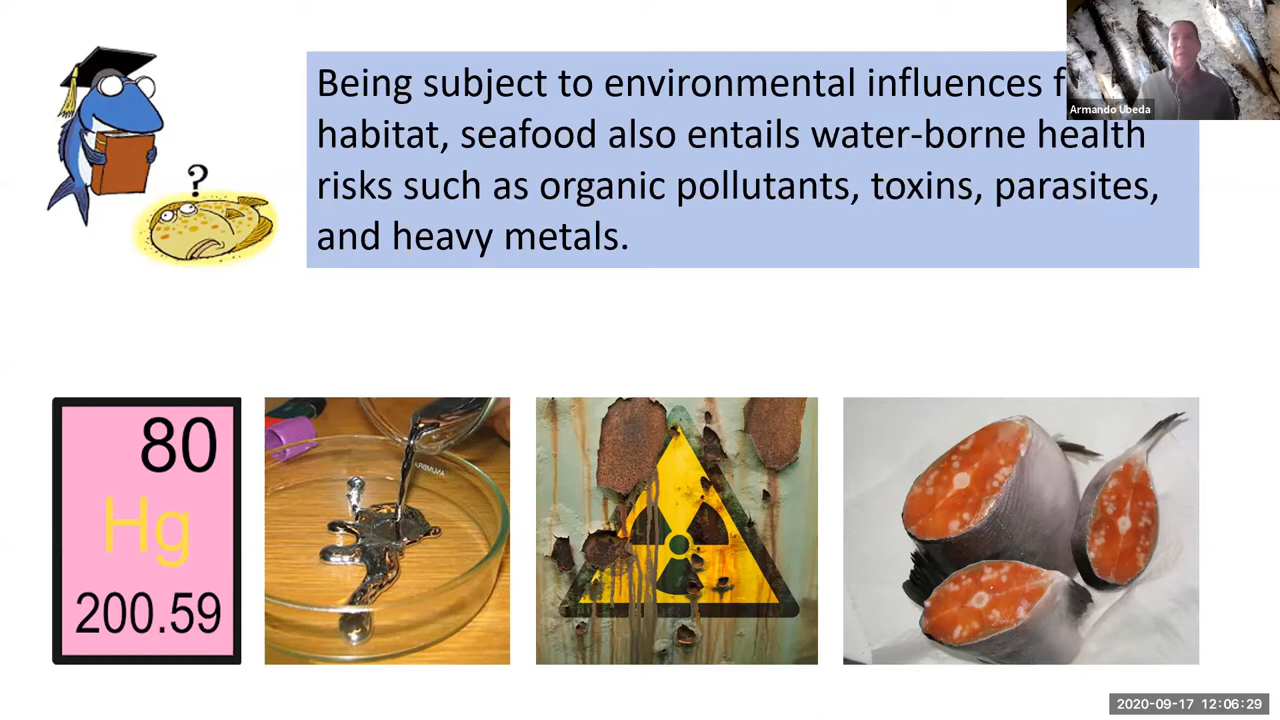 Being subject to environmental influences
habitat, seafood also entails water-borne health
risks such as organic pollutants, toxins, parasites,
and heavy metals.
Armando Ubeda
?
80
Hg
200.59
2020-09-17 12:06:29